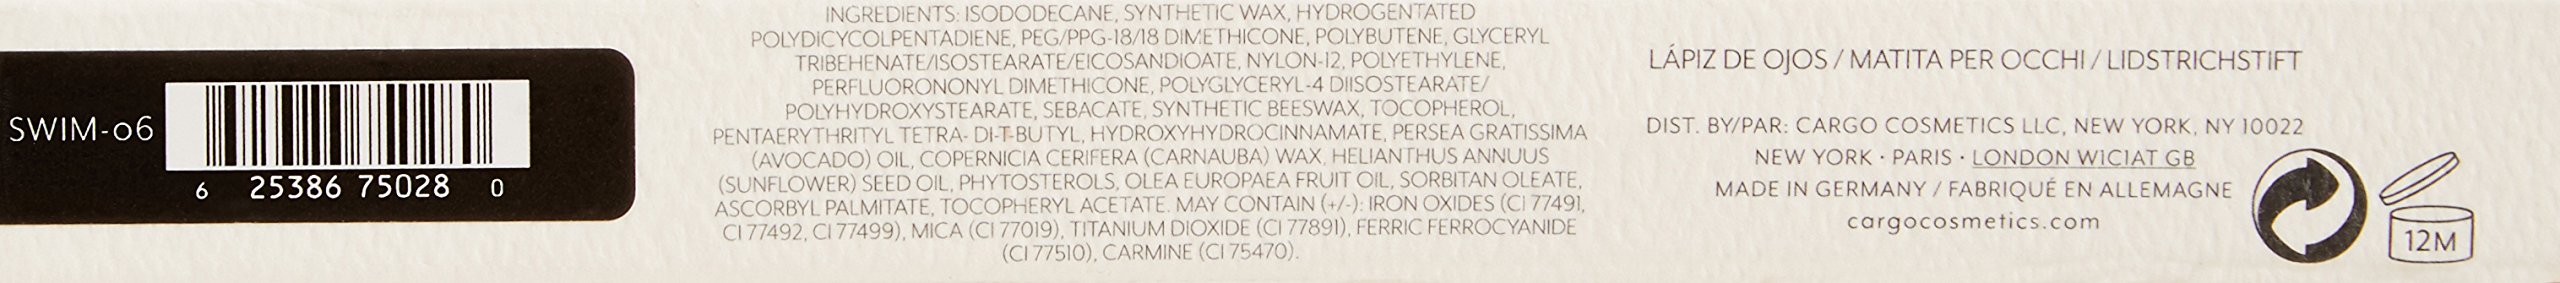 SWIM-06
6 25386 75028 0
INGREDIENTS: ISODODECANE, SYNTHETIC WAX, HYDROGENTATED
POLYDICYCOLPENTADIENE, PEG/PPG-18/18 DIMETHICONE, POLYBUTENE, GLYCERYL
TRIBEHENATE/ISOSTEARATE/EICOSANDIOATE, NYLON-12, POLYETHYLENE,
PERFLUORONONYL DIMETHICONE, POLYGLYCERYL-4 DIISOSTEARATE/
POLYHYDROXYSTEARATE, SEBACATE, SYNTHETIC BEESWAX, TOCOPHEROL,
PENTAERYTHRITYL TETRA- DI-T-BUTYL, HYDROXYHYDROCINNAMATE, PERSEA GRATISSIMA
(AVOCADO) OIL, COPERNICIA CERIFERA (CARNAUBA) WAX, HELIANTHUS ANNUUS
(SUNFLOWER) SEED OIL, PHYTOSTEROLS, OLEA EUROPAEA FRUIT OIL, SORBITAN OLEATE,
ASCORBYL PALMITATE, TOCOPHERYL ACETATE. MAY CONTAIN (+/-): IRON OXIDES (CI 77491,
CI 77492, CI 77499), MICA (CI 77019), TITANIUM DIOXIDE (CI 77891), FERRIC FERROCYANIDE
(CI 77510), CARMINE (CI 75470).
LÁPIZ DE OJOS / MATITA PER OCCHI / LIDSTRICHSTIFT
DIST. BY/PAR: CARGO COSMETICS LLC, NEW YORK, NY 10022
NEW YORK · PARIS · LONDON W1C1AT GB
MADE IN GERMANY / FABRIQUÉ EN ALLEMAGNE
cargocosmetics.com
12M